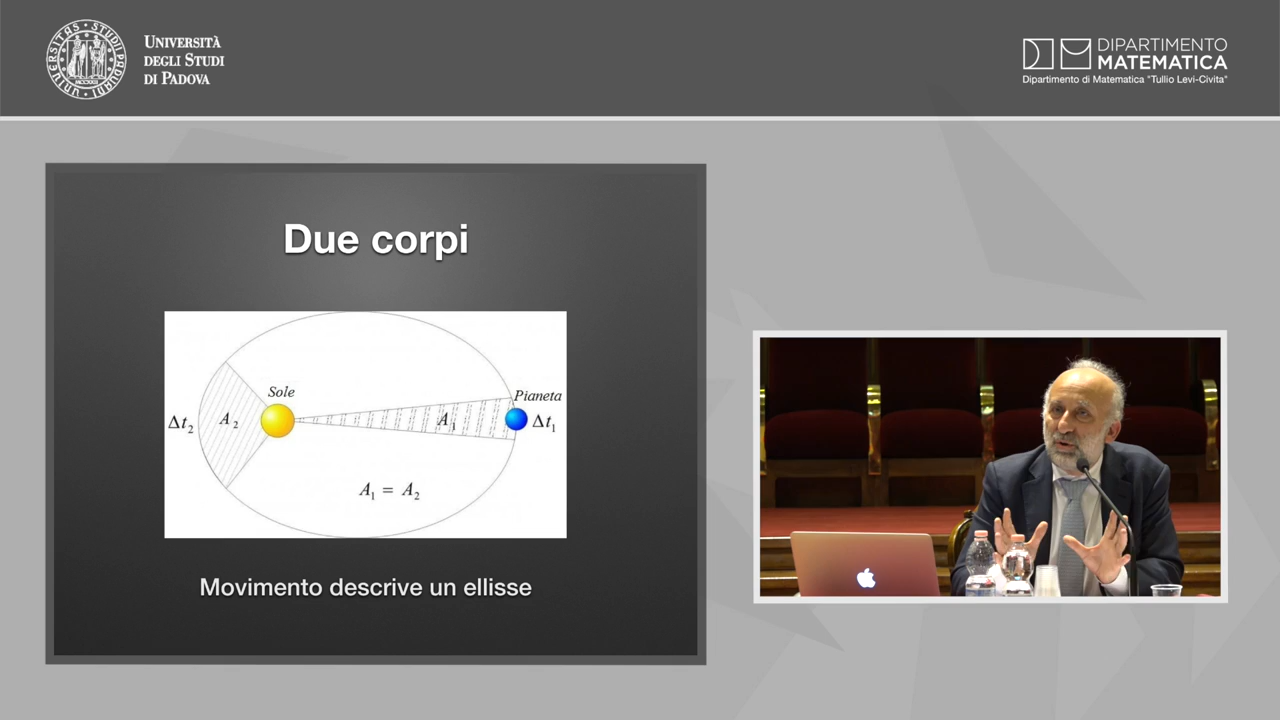 UNIVERSITÀ
DEGLI STUDI
DI PADOVA
DIPARTIMENTO
MATEMATICA
Dipartimento di Matematica "Tullio Levi-Civita"
Due corpi
Sole
Pianeta
Δt₂
A₂
A₁
Δt₁
A₁ = A₂
Movimento descrive un ellisse